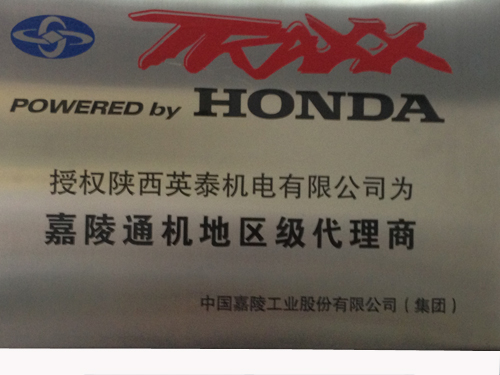 TRAXX
POWERED by HONDA
授权陕西英泰机电有限公司为
嘉陵通机地区级代理商
中国嘉陵工业股份有限公司（集团）